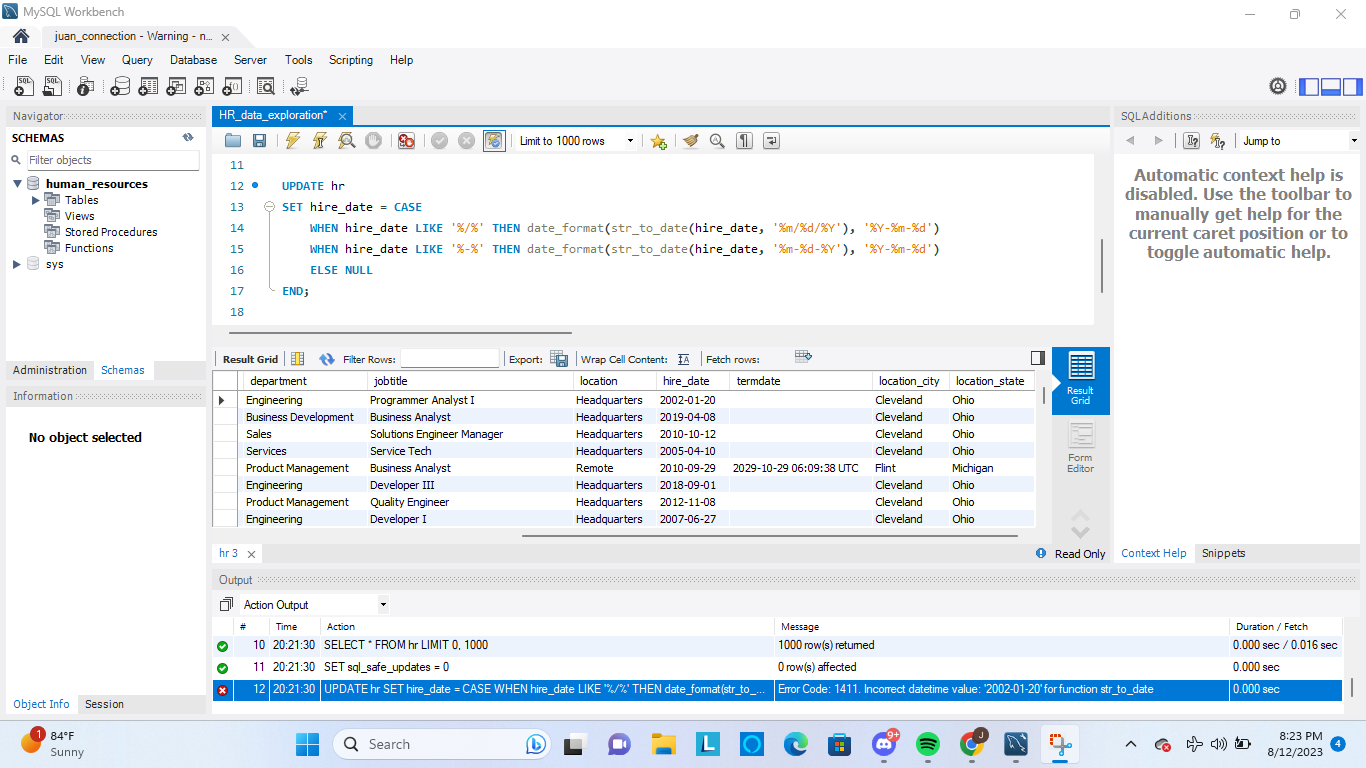 MySQL Workbench
juan_connection - Warning - n... ×
File Edit View Query Database Server Tools Scripting Help
Navigator
SCHEMAS
Filter objects
human_resources
Tables
Views
Stored Procedures
Functions
sys
Administration Schemas
Information
No object selected
Object Info Session
HR_data_exploration* ×
Limit to 1000 rows
11
12 UPDATE hr
13 SET hire_date = CASE
14 WHEN hire_date LIKE '%/%' THEN date_format(str_to_date(hire_date, '%m/%d/%Y'), '%Y-%m-%d')
15 WHEN hire_date LIKE '%-%' THEN date_format(str_to_date(hire_date, '%m-%d-%Y'), '%Y-%m-%d')
16 ELSE NULL
17 END;
18
Result Grid Filter Rows: Export: Wrap Cell Content: Fetch rows:
department jobtitle location hire_date termdate location_city location_state
Engineering Programmer Analyst I Headquarters 2002-01-20 Cleveland Ohio
Business Development Business Analyst Headquarters 2019-04-08 Cleveland Ohio
Sales Solutions Engineer Manager Headquarters 2010-10-12 Cleveland Ohio
Services Service Tech Headquarters 2005-04-10 Cleveland Ohio
Product Management Business Analyst Remote 2010-09-29 2029-10-29 06:09:38 UTC Flint Michigan
Engineering Developer III Headquarters 2018-09-01 Cleveland Ohio
Product Management Quality Engineer Headquarters 2012-11-08 Cleveland Ohio
Engineering Developer I Headquarters 2007-06-27 Cleveland Ohio
Result
Grid
Form
Editor
hr 3 ×
Read Only
SQLAdditions
Jump to
Automatic context help is
disabled. Use the toolbar to
manually get help for the
current caret position or to
toggle automatic help.
Context Help Snippets
Output
Action Output
# Time Action Message Duration / Fetch
10 20:21:30 SELECT * FROM hr LIMIT 0, 1000 1000 row(s) returned 0.000 sec / 0.016 sec
11 20:21:30 SET sql_safe_updates = 0 0 row(s) affected 0.000 sec
12 20:21:30 UPDATE hr SET hire_date = CASE WHEN hire_date LIKE '%/%' THEN date_format(str_to_... Error Code: 1411. Incorrect datetime value: '2002-01-20' for function str_to_date 0.000 sec
1
84°F
Sunny
Search
L
9+
J
8:23 PM
8/12/2023
4